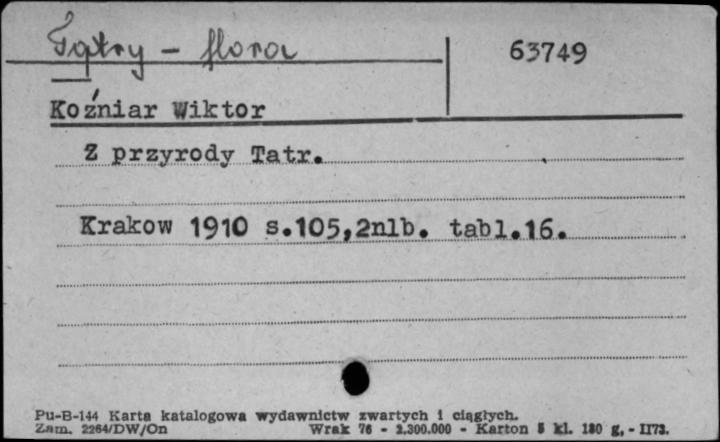 Tatry - flora
63749
Koźniar Wiktor
Z przyrody Tatr.
Krakow 1910 s.105,2nlb. tabl.16.
Pu-B-144 Karta katalogowa wydawnictw zwartych i ciągłych.
Zam. 2264/DW/On Wrak 76 - 2.300.000 - Karton 5 kl. 180 g. - II73.